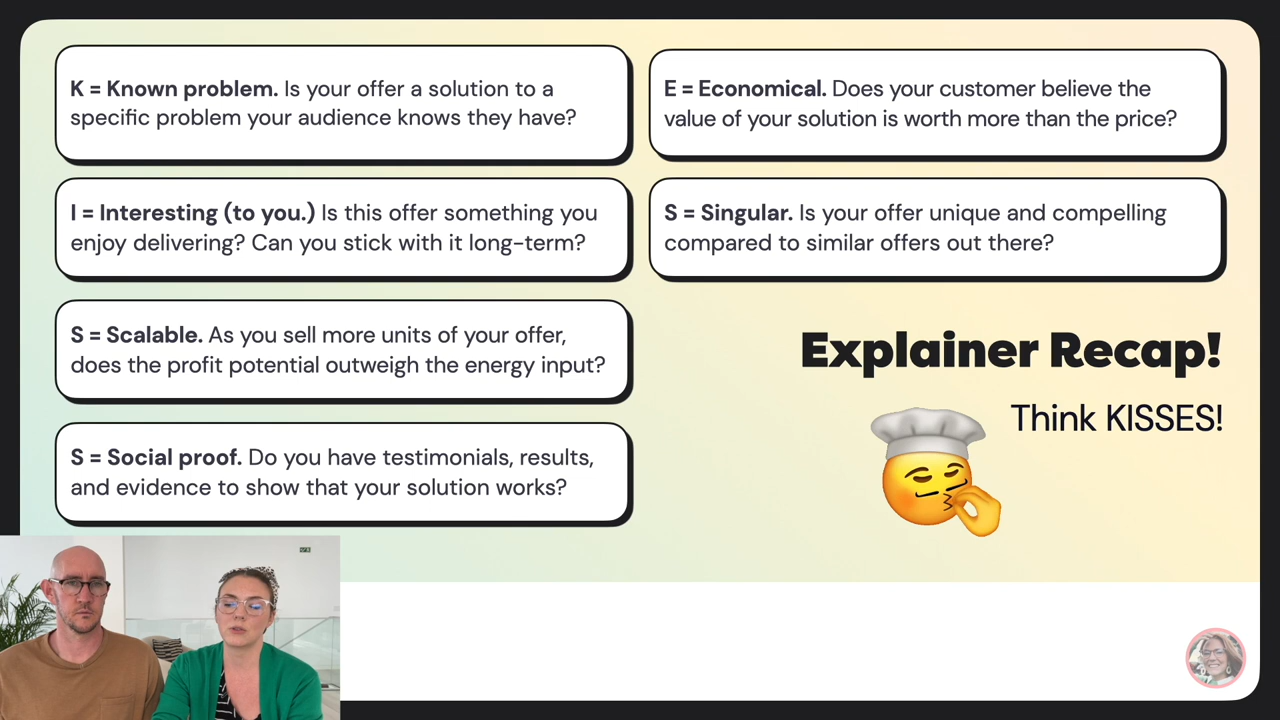 K = Known problem. Is your offer a solution to a
specific problem your audience knows they have?
I = Interesting (to you.) Is this offer something you
enjoy delivering? Can you stick with it long-term?
S = Scalable. As you sell more units of your offer,
does the profit potential outweigh the energy input?
S = Social proof. Do you have testimonials, results,
and evidence to show that your solution works?
E = Economical. Does your customer believe the
value of your solution is worth more than the price?
S = Singular. Is your offer unique and compelling
compared to similar offers out there?
Explainer Recap!
Think KISSES!